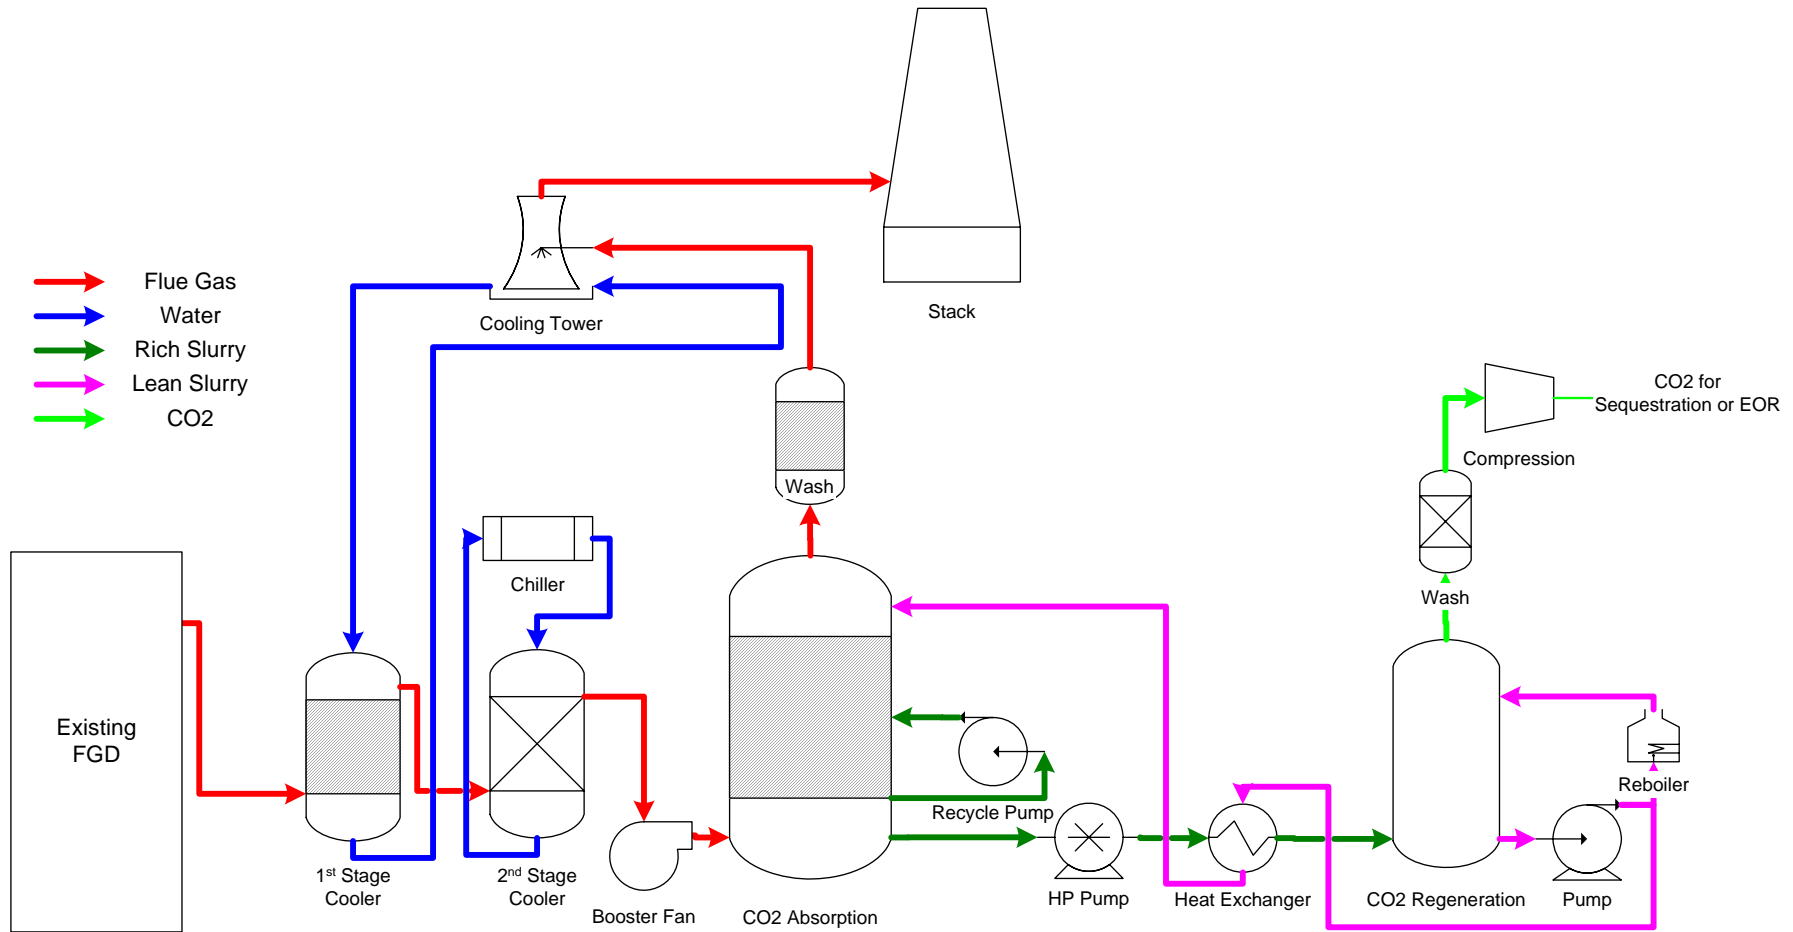 Flue Gas
Water
Rich Slurry
Lean Slurry
CO2
Cooling Tower
Stack
CO2 for
Sequestration or EOR
Compression
Wash
Chiller
Wash
Existing
FGD
Reboiler
Recycle Pump
1st Stage
Cooler
2nd Stage
Cooler
Booster Fan
CO2 Absorption
HP Pump
Heat Exchanger
CO2 Regeneration
Pump